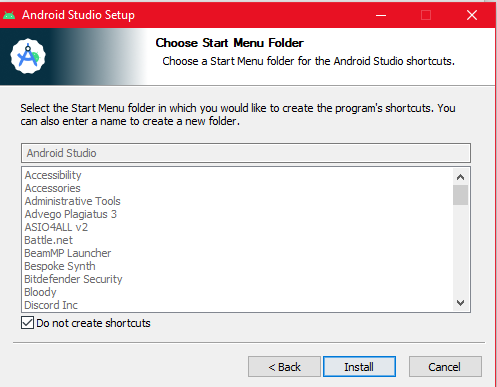 Android Studio Setup
Choose Start Menu Folder
Choose a Start Menu folder for the Android Studio shortcuts.
Select the Start Menu folder in which you would like to create the program's shortcuts. You
can also enter a name to create a new folder.
Android Studio
Accessibility
Accessories
Administrative Tools
Advego Plagiatus 3
ASIO4ALL v2
Battle.net
BeamMP Launcher
Bespoke Synth
Bitdefender Security
Bloody
Discord Inc
Do not create shortcuts
< Back
Install
Cancel